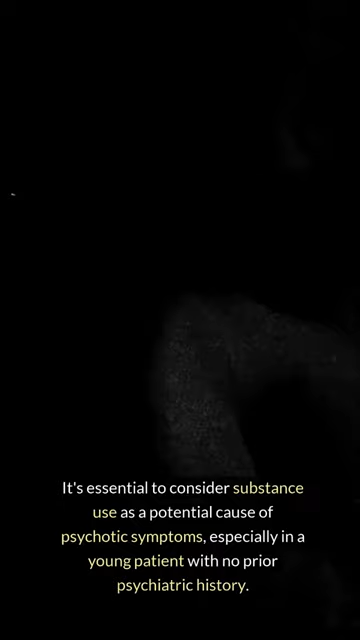 It's essential to consider substance
use as a potential cause of
psychotic symptoms, especially in a
young patient with no prior
psychiatric history.